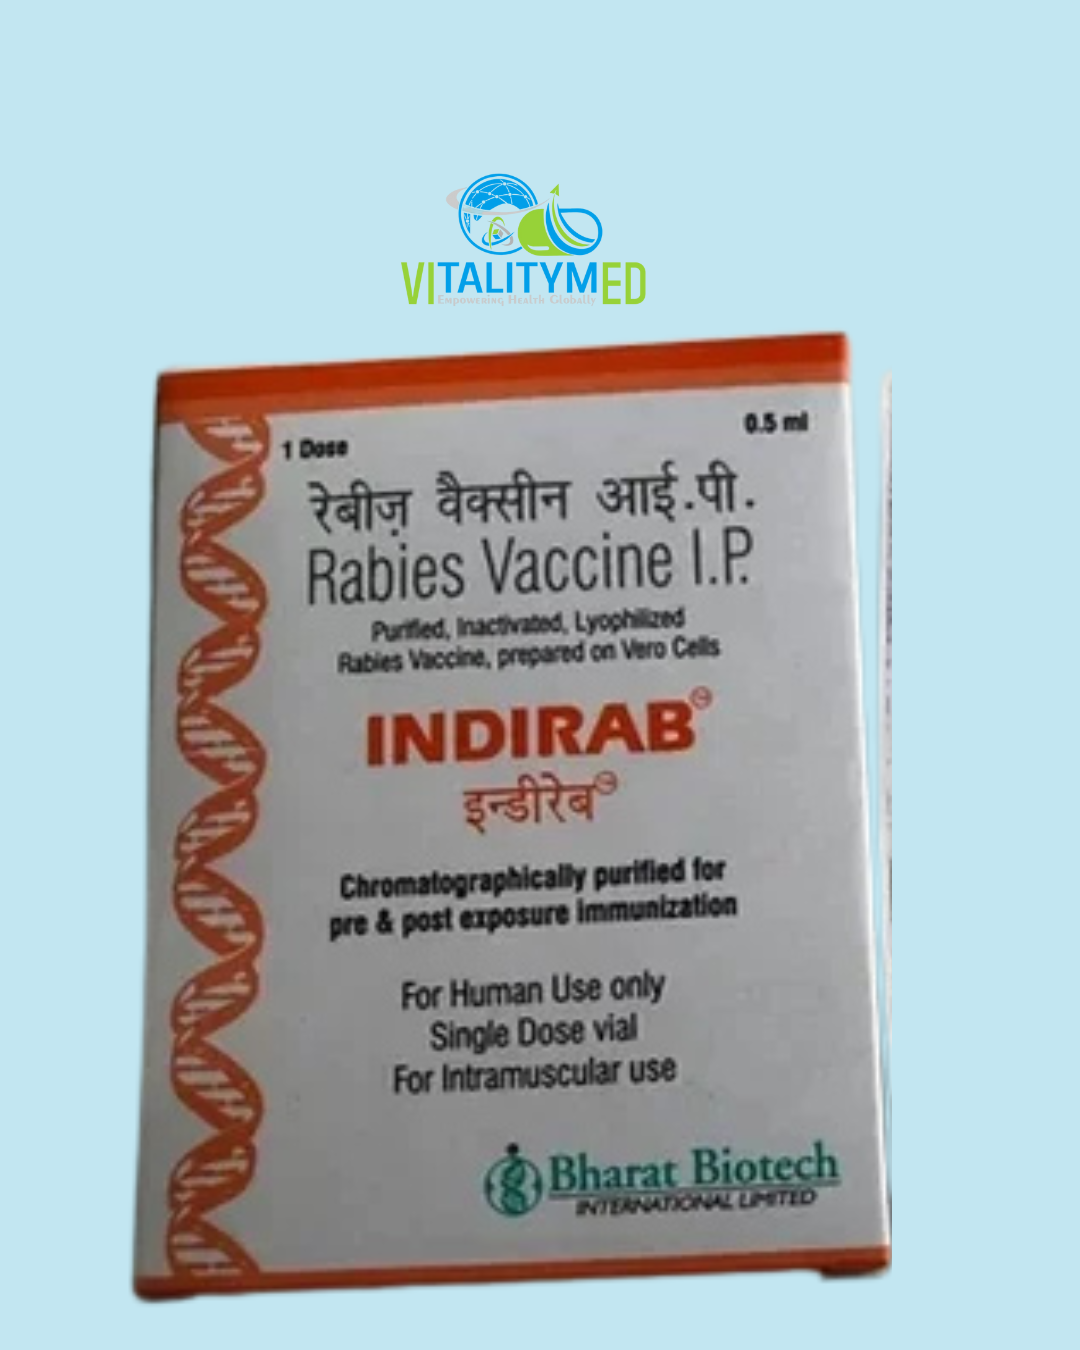 VITALITYMED
Empowering Health Globally
1 Dose
0.5 ml
रेबीज़ वैक्सीन आई.पी.
Rabies Vaccine I.P.
Purified, Inactivated, Lyophilized
Rabies Vaccine, prepared on Vero Cells
INDIRAB
इन्डीरेब
Chromatographically purified for
pre & post exposure immunization
For Human Use only
Single Dose vial
For Intramuscular use
Bharat Biotech
INTERNATIONAL LIMITED